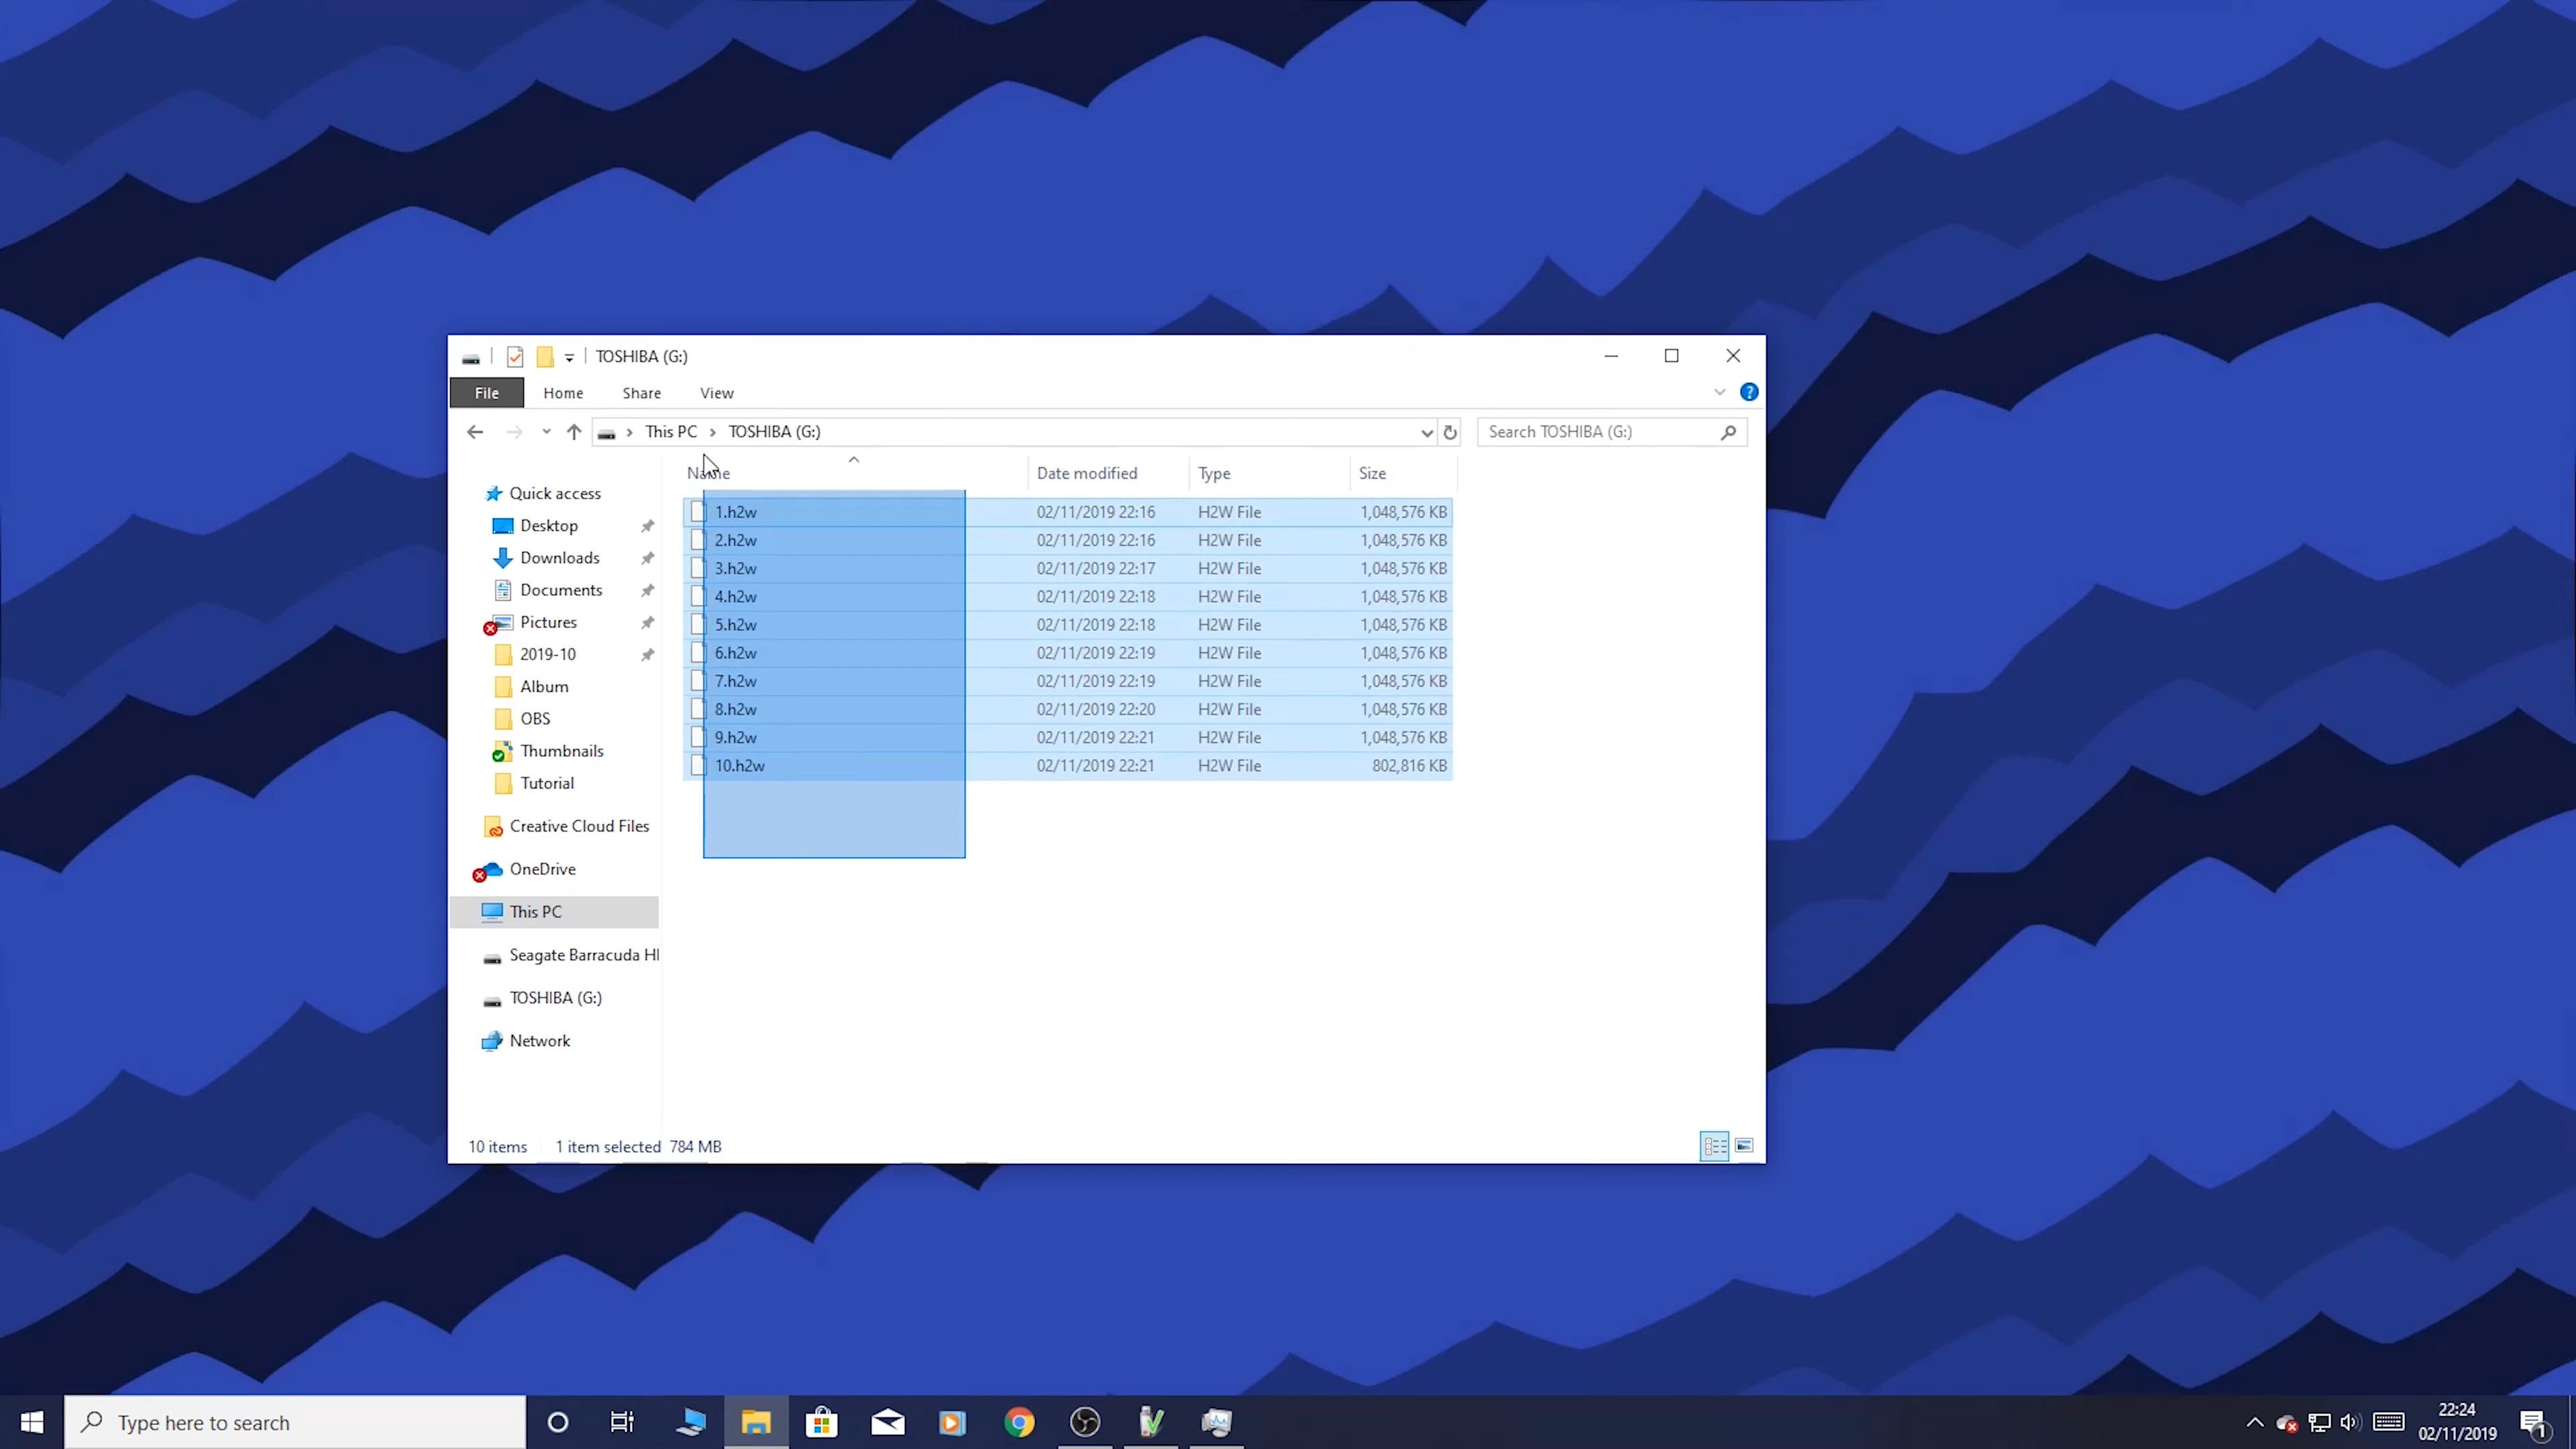 TOSHIBA (G:)
File Home Share View
This PC TOSHIBA (G:) Search TOSHIBA (G:)
Name Date modified Type Size
Quick access
Desktop
Downloads
Documents
Pictures
2019-10
Album
OBS
Thumbnails
Tutorial
Creative Cloud Files
OneDrive
This PC
Seagate Barracuda
TOSHIBA (G:)
Network
1.h2w 02/11/2019 22:16 H2W File 1,048,576 KB
2.h2w 02/11/2019 22:16 H2W File 1,048,576 KB
3.h2w 02/11/2019 22:17 H2W File 1,048,576 KB
4.h2w 02/11/2019 22:18 H2W File 1,048,576 KB
5.h2w 02/11/2019 22:18 H2W File 1,048,576 KB
6.h2w 02/11/2019 22:19 H2W File 1,048,576 KB
7.h2w 02/11/2019 22:19 H2W File 1,048,576 KB
8.h2w 02/11/2019 22:20 H2W File 1,048,576 KB
9.h2w 02/11/2019 22:21 H2W File 1,048,576 KB
10.h2w 02/11/2019 22:21 H2W File 802,816 KB
10 items 1 item selected 784 MB
Type here to search
22:24
02/11/2019
1